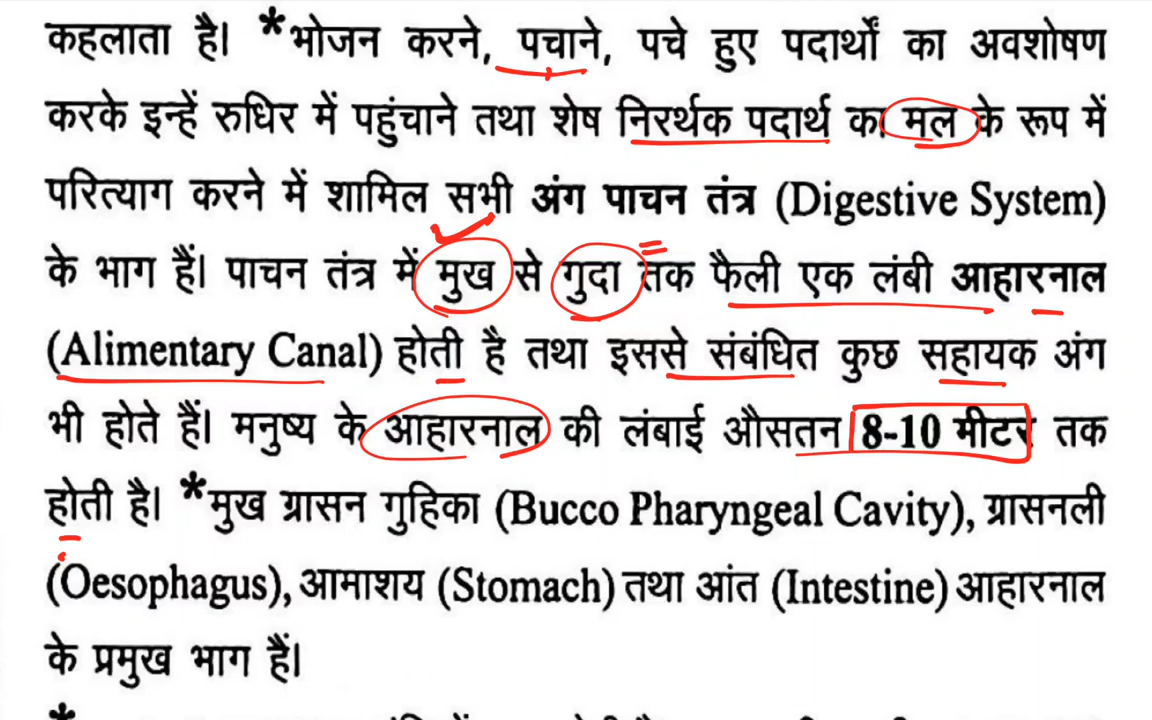 कहलाता है। *भोजन करने, पचाने, पचे हुए पदार्थों का अवशोषण
करके इन्हें रुधिर में पहुंचाने तथा शेष निरर्थक पदार्थ का मल के रूप में
परित्याग करने में शामिल सभी अंग पाचन तंत्र (Digestive System)
के भाग हैं। पाचन तंत्र में मुख से गुदा तक फैली एक लंबी आहारनाल
(Alimentary Canal) होती है तथा इससे संबंधित कुछ सहायक अंग
भी होते हैं। मनुष्य के आहारनाल की लंबाई औसतन 8-10 मीटर तक
होती है। *मुख ग्रासन गुहिका (Bucco Pharyngeal Cavity), ग्रासनली
(Oesophagus), आमाशय (Stomach) तथा आंत (Intestine) आहारनाल
के प्रमुख भाग हैं।
*